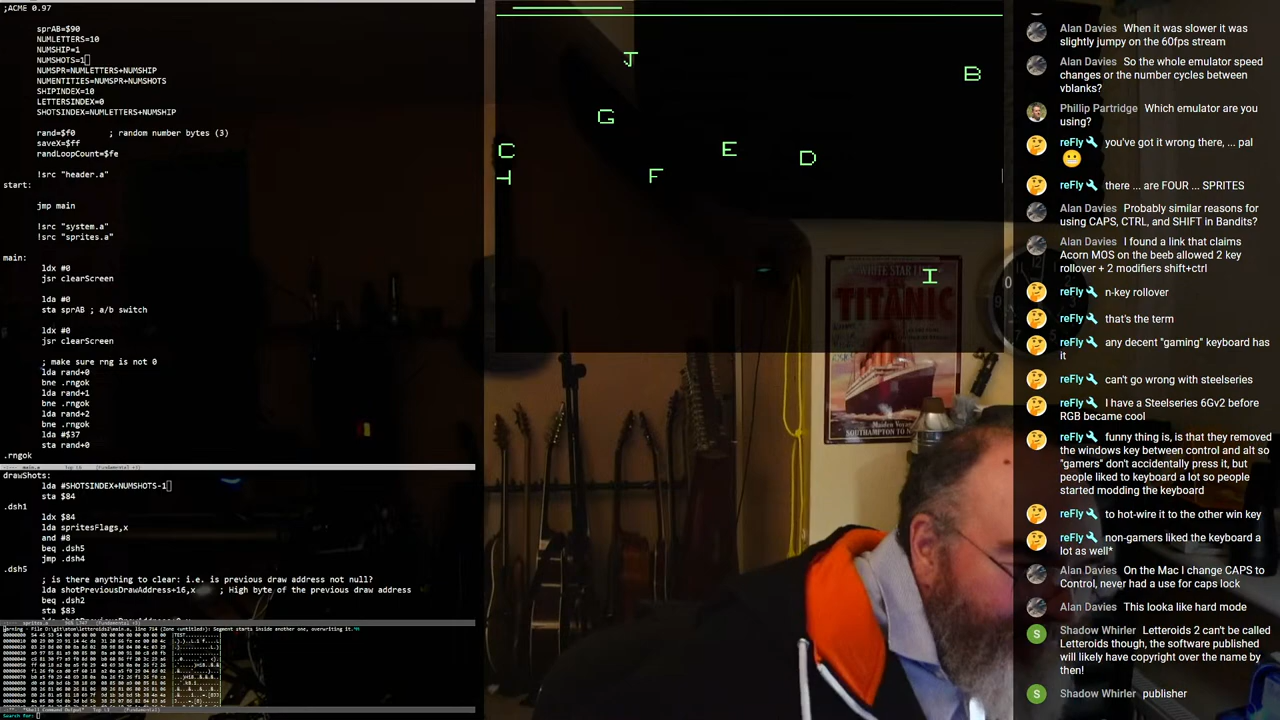 ;ACME 0.97
sprAB=$90
NUMLETTERS=10
NUMSHIP=1
NUMSHOTS=1
NUMSPR=NUMLETTERS+NUMSHIP
NUMENTITIES=NUMSPR+NUMSHOTS
SHIPINDEX=10
LETTERSINDEX=0
SHOTSINDEX=NUMLETTERS+NUMSHIP
rand=$f0 ; random number bytes (3)
saveX=$ff
randLoopCount=$fe
!src "header.a"
start:
jmp main
!src "system.a"
!src "sprites.a"
main:
ldx #0
jsr clearScreen
lda #0
sta sprAB ; a/b switch
ldx #0
jsr clearScreen
; make sure rng is not 0
lda rand+0
bne .rngok
lda rand+1
bne .rngok
lda rand+2
bne .rngok
lda #$37
sta rand+0
.rngok
drawShots:
lda #SHOTSINDEX+NUMSHOTS-1
sta $84
.dsh1
ldx $84
lda spritesFlags,x
and #8
beq .dsh5
jmp .dsh4
.dsh5
; is there anything to clear: i.e. is previous draw address not null?
lda shotPreviousDrawAddress+16,x ; High byte of the previous draw address
beq .dsh2
sta $83
J
B
G
C
E
D
F
I
WHITE STAR
TITANIC
SOUTHAMPTON TO
Alan Davies When it was slower it was
slightly jumpy on the 60fps stream
Alan Davies So the whole emulator speed
changes or the number cycles between
vblanks?
Phillip Partridge Which emulator are you
using?
reFly you've got it wrong there, ... pal
😬
reFly there ... are FOUR ... SPRITES
Alan Davies Probably similar reasons for
using CAPS, CTRL, and SHIFT in Bandits?
Alan Davies I found a link that claims
Acorn MOS on the beeb allowed 2 key
rollover + 2 modifiers shift+ctrl
reFly n-key rollover
reFly that's the term
reFly any decent "gaming" keyboard has
it
reFly can't go wrong with steelseries
reFly I have a Steelseries 6Gv2 before
RGB became cool
reFly funny thing is, is that they removed
the windows key between control and alt so
"gamers" don't accidentally press it, but
people liked to keyboard a lot so people
started modding the keyboard
reFly to hot-wire it to the other win key
reFly non-gamers liked the keyboard a
lot as well*
Alan Davies On the Mac I change CAPS to
Control, never had a use for caps lock
Alan Davies This looka like hard mode
S
Shadow Whirler Letteroids 2 can't be called
Letteroids though, the software published
will likely have copyright over the name by
then!
S
Shadow Whirler publisher